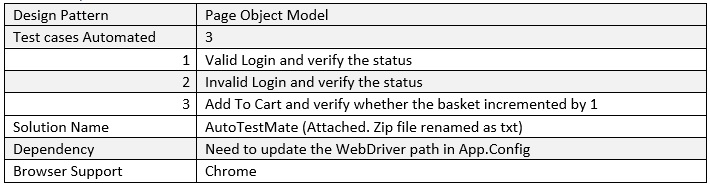 Design Pattern Page Object Model
Test cases Automated 3
1 Valid Login and verify the status
2 Invalid Login and verify the status
3 Add To Cart and verify whether the basket incremented by 1
Solution Name AutoTestMate (Attached. Zip file renamed as txt)
Dependency Need to update the WebDriver path in App.Config
Browser Support Chrome